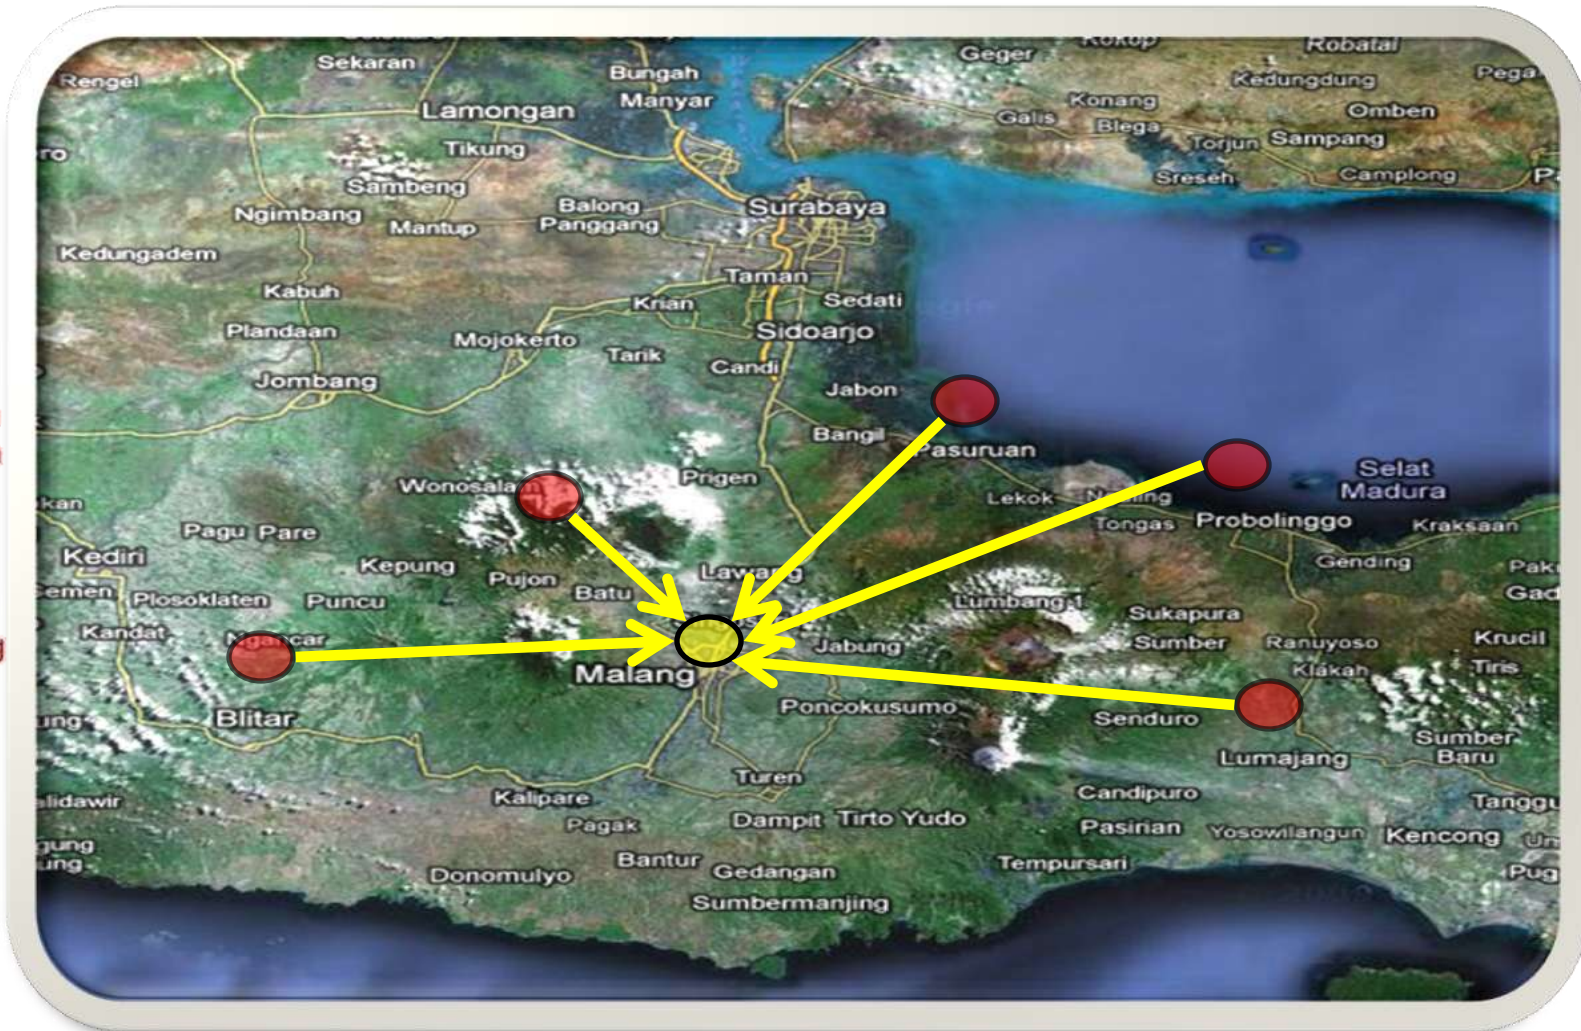 Sekaran
Geger
Robatal
Rengel
Bungah
Kedungdung
Manyar
Konang
Lamongan
Omben
Galis
Blega
Tikung
Torjun
Sampang
Sambeng
Sreseh
Camplong
Ngimbang
Balong
Panggang
Surabaya
Mantup
Kedungadem
Taman
Kabuh
Krian
Sedati
Plandaan
Mojokerto
Sidoarjo
Tarik
Candi
Jombang
Jabon
Bangil
Pasuruan
Selat
Madura
Prigen
Lekok
Pagu
Pare
Tongas
Probolinggo
Kraksaan
Kediri
Kepung
Pujon
Lawang
Gending
Plosoklaten
Puncu
Batu
Sukapura
Kandat
Jabung
Sumber
Ranuyoso
Krucil
Malang
Klakah
Tiris
Blitar
Poncokusumo
Senduro
Sumber
Baru
Lumajang
Turen
Kalipare
Candipuro
Pagak
Dampit
Tirto Yudo
Pasirian
Yosowilangun
Kencong
Bantur
Gedangan
Tempursari
Donomulyo
Sumbermanjing